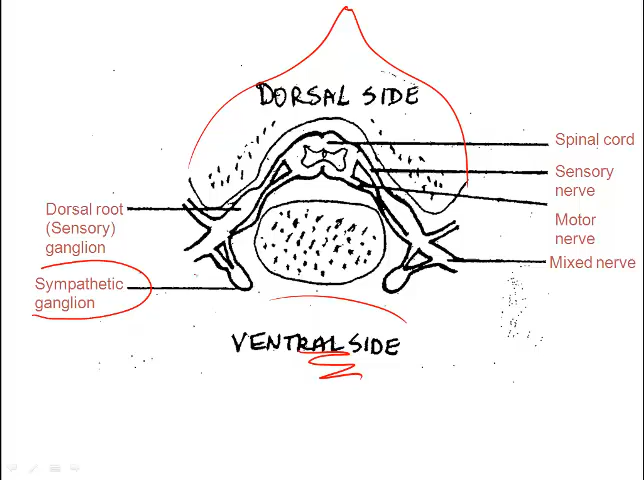 DORSAL SIDE
Spinal cord
Sensory
nerve
Dorsal root
(Sensory)
ganglion
Motor
nerve
Mixed nerve
Sympathetic
ganglion
VENTRAL SIDE